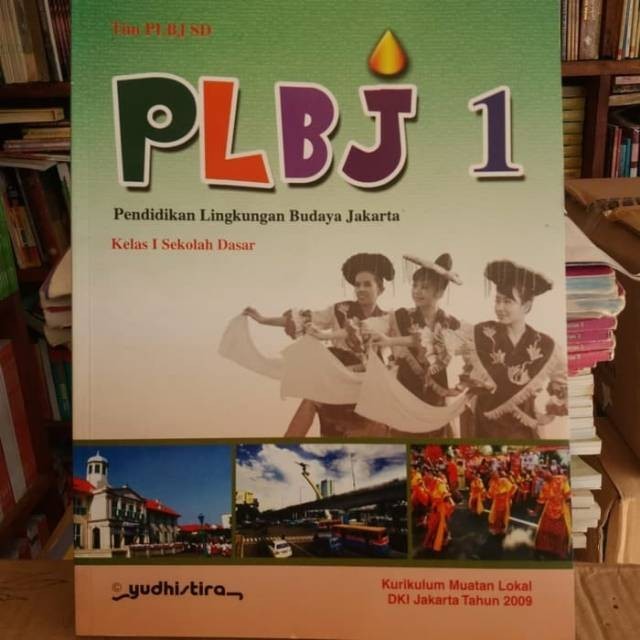 Tim PLBJ SD
PLBJ 1
Pendidikan Lingkungan Budaya Jakarta
Kelas I Sekolah Dasar
© yudhistira
Kurikulum Muatan Lokal
DKI Jakarta Tahun 2009